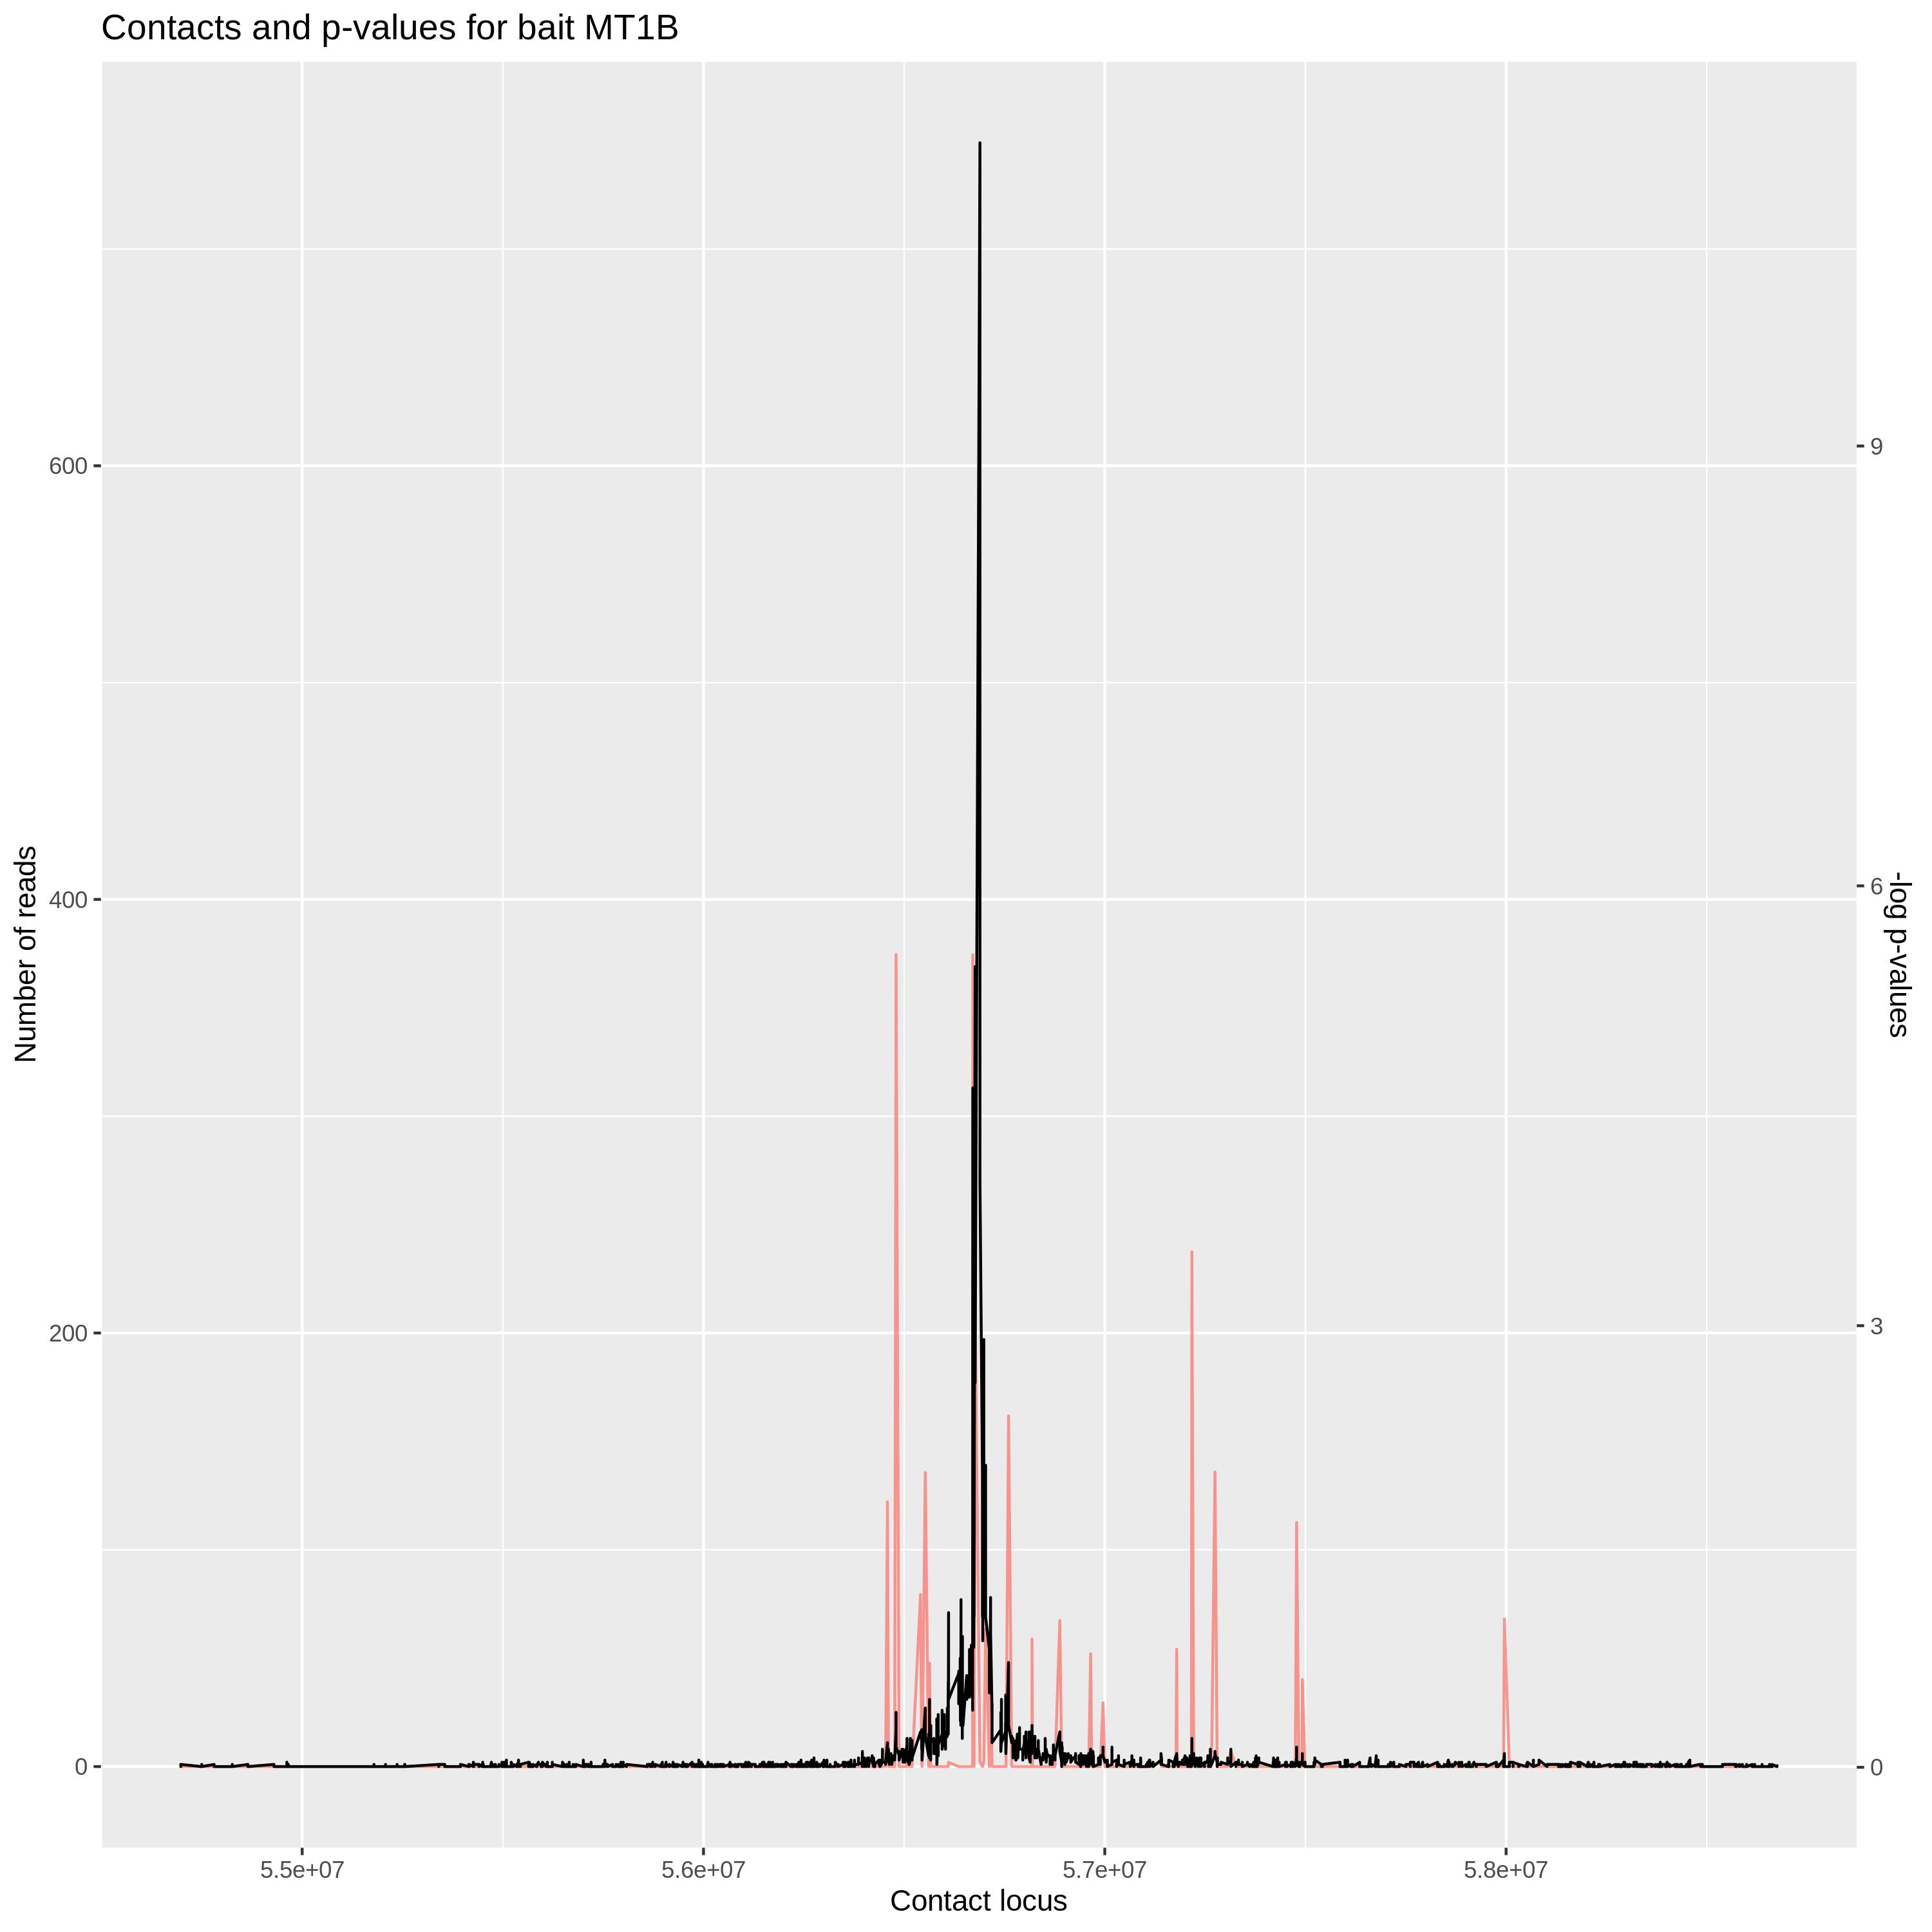 Contacts and p-values for bait MT1B
Number of reads
600
400
200
0
9
6
3
0
-log p-values
5.5e+07
5.6e+07
5.7e+07
5.8e+07
Contact locus